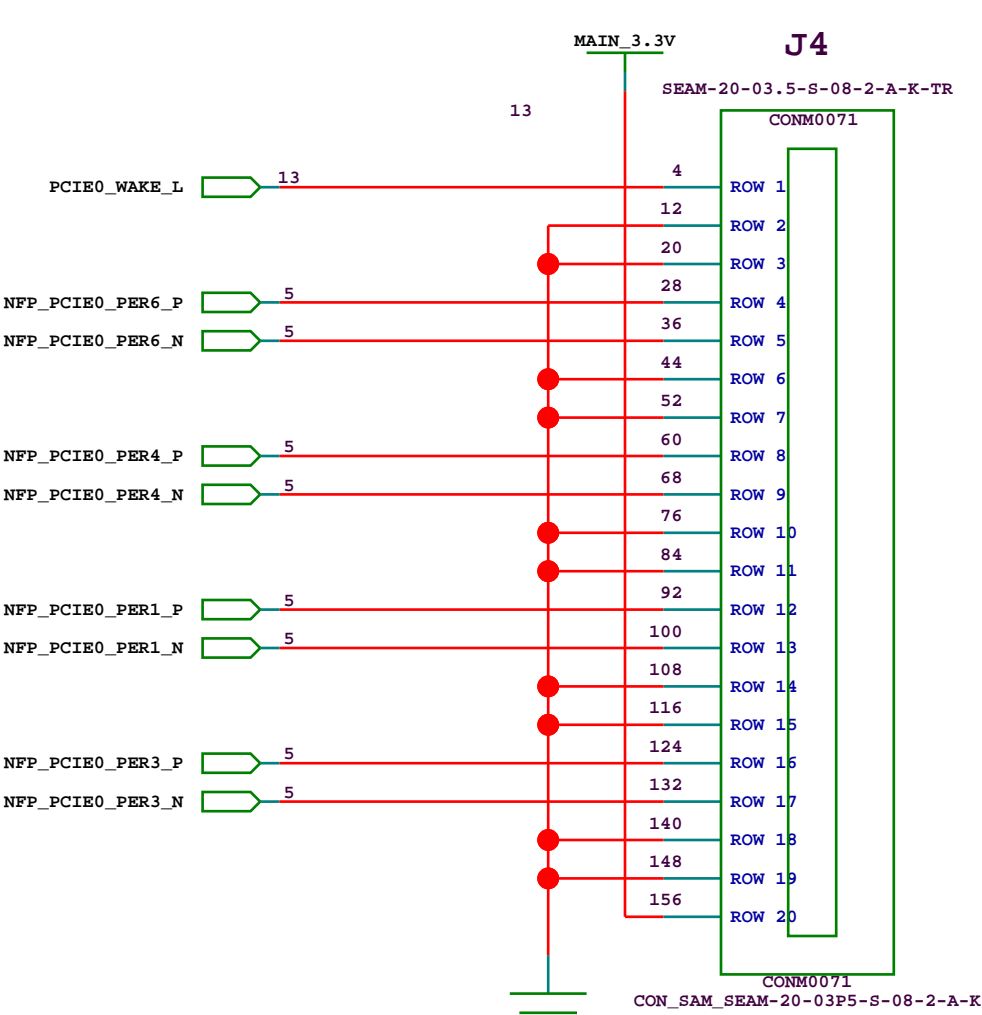 MAIN_3.3V
J4
SEAM-20-03.5-S-08-2-A-K-TR
13
CONM0071
PCIE0_WAKE_L 13 4 ROW 1
12 ROW 2
20 ROW 3
NFP_PCIE0_PER6_P 5 28 ROW 4
NFP_PCIE0_PER6_N 5 36 ROW 5
44 ROW 6
52 ROW 7
NFP_PCIE0_PER4_P 5 60 ROW 8
NFP_PCIE0_PER4_N 5 68 ROW 9
76 ROW 10
84 ROW 11
NFP_PCIE0_PER1_P 5 92 ROW 12
NFP_PCIE0_PER1_N 5 100 ROW 13
108 ROW 14
116 ROW 15
NFP_PCIE0_PER3_P 5 124 ROW 16
NFP_PCIE0_PER3_N 5 132 ROW 17
140 ROW 18
148 ROW 19
156 ROW 20
CONM0071
CON_SAM_SEAM-20-03P5-S-08-2-A-K